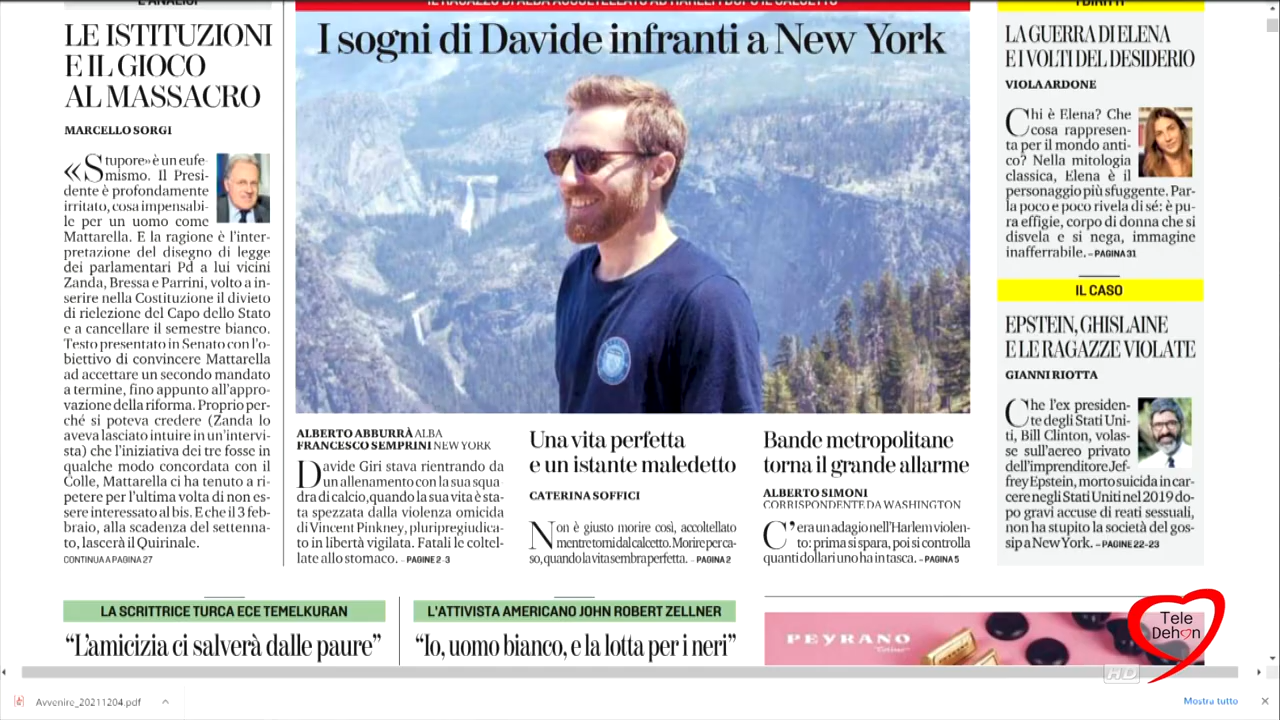 LE ISTITUZIONI
E IL GIOCO
AL MASSACRO
MARCELLO SORGI
«Stupore» è un eufe-
mismo. Il Presi-
dente è profondamente
irritato, cosa impensabi-
le per un uomo come
Mattarella. E la ragione è l'inter-
pretazione del disegno di legge
dei parlamentari Pd a lui vicini
Zanda, Bressa e Parrini, volto a in-
serire nella Costituzione il divieto
di rielezione del Capo dello Stato
e a cancellare il semestre bianco.
Testo presentato in Senato con l'o-
biettivo di convincere Mattarella
ad accettare un secondo mandato
a termine, fino appunto all'appro-
vazione della riforma. Proprio per-
ché si poteva credere (Zanda lo
aveva lasciato intuire in un'intervi-
sta) che l'iniziativa dei tre fosse in
qualche modo concordata con il
Colle, Mattarella ci ha tenuto a ri-
petere per l'ultima volta di non es-
sere interessato al bis. E che il 3 feb-
braio, alla scadenza del settenna-
to, lascerà il Quirinale.
CONTINUA A PAGINA 27
I sogni di Davide infranti a New York
ALBERTO ABBURRÀ ALBA
FRANCESCO SEMPRINI NEW YORK
Davide Giri stava rientrando da
un allenamento con la sua squa-
dra di calcio, quando la sua vita è sta-
ta spezzata dalla violenza omicida
di Vincent Pinkney, pluripregiudica-
to in libertà vigilata. Fatali le coltel-
late allo stomaco. – PAGINE 2-3
Una vita perfetta
e un istante maledetto
CATERINA SOFFICI
Non è giusto morire così, accoltellato
mentre torni dal calcetto. Morire per ca-
so, quando la vita sembra perfetta. – PAGINA 2
Bande metropolitane
torna il grande allarme
ALBERTO SIMONI
CORRISPONDENTE DA WASHINGTON
C'era un adagio nell'Harlem violen-
to: prima si spara, poi si controlla
quanti dollari uno ha in tasca. – PAGINA 5
LA GUERRA DI ELENA
E I VOLTI DEL DESIDERIO
VIOLA ARDONE
Chi è Elena? Che
cosa rappresen-
ta per il mondo anti-
co? Nella mitologia
classica, Elena è il
personaggio più sfuggente. Par-
la poco e poco rivela di sé: è pu-
ra effigie, corpo di donna che si
disvela e si nega, immagine
inafferrabile. – PAGINA 31
IL CASO
EPSTEIN, GHISLAINE
E LE RAGAZZE VIOLATE
GIANNI RIOTTA
Che l'ex presiden-
te degli Stati Uni-
ti, Bill Clinton, volas-
se sull'aereo privato
dell'imprenditore Jef-
frey Epstein, morto suicida in car-
cere negli Stati Uniti nel 2019 do-
po gravi accuse di reati sessuali,
non ha stupito la società del gos-
sip a New York. – PAGINE 22-23
LA SCRITTRICE TURCA ECE TEMELKURAN
“L'amicizia ci salverà dalle paure”
L'ATTIVISTA AMERICANO JOHN ROBERT ZELLNER
“Io, uomo bianco, e la lotta per i neri”
PEYRANO
Tele
Dehon
HD
Avvenire_20211204.pdf
Mostra tutto